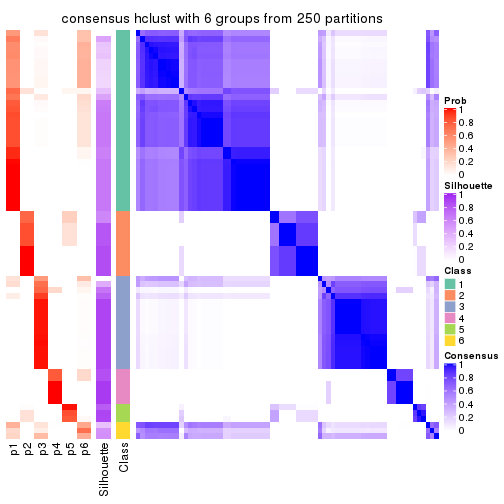 consensus hclust with 6 groups from 250 partitions
Prob
1
0.8
0.6
0.4
0.2
0
Silhouette
1
0.8
0.6
0.4
0.2
0
Class
1
2
3
4
5
6
Consensus
1
0.8
0.6
0.4
0.2
0
p1
p2
p3
p4
p5
p6
Silhouette
Class